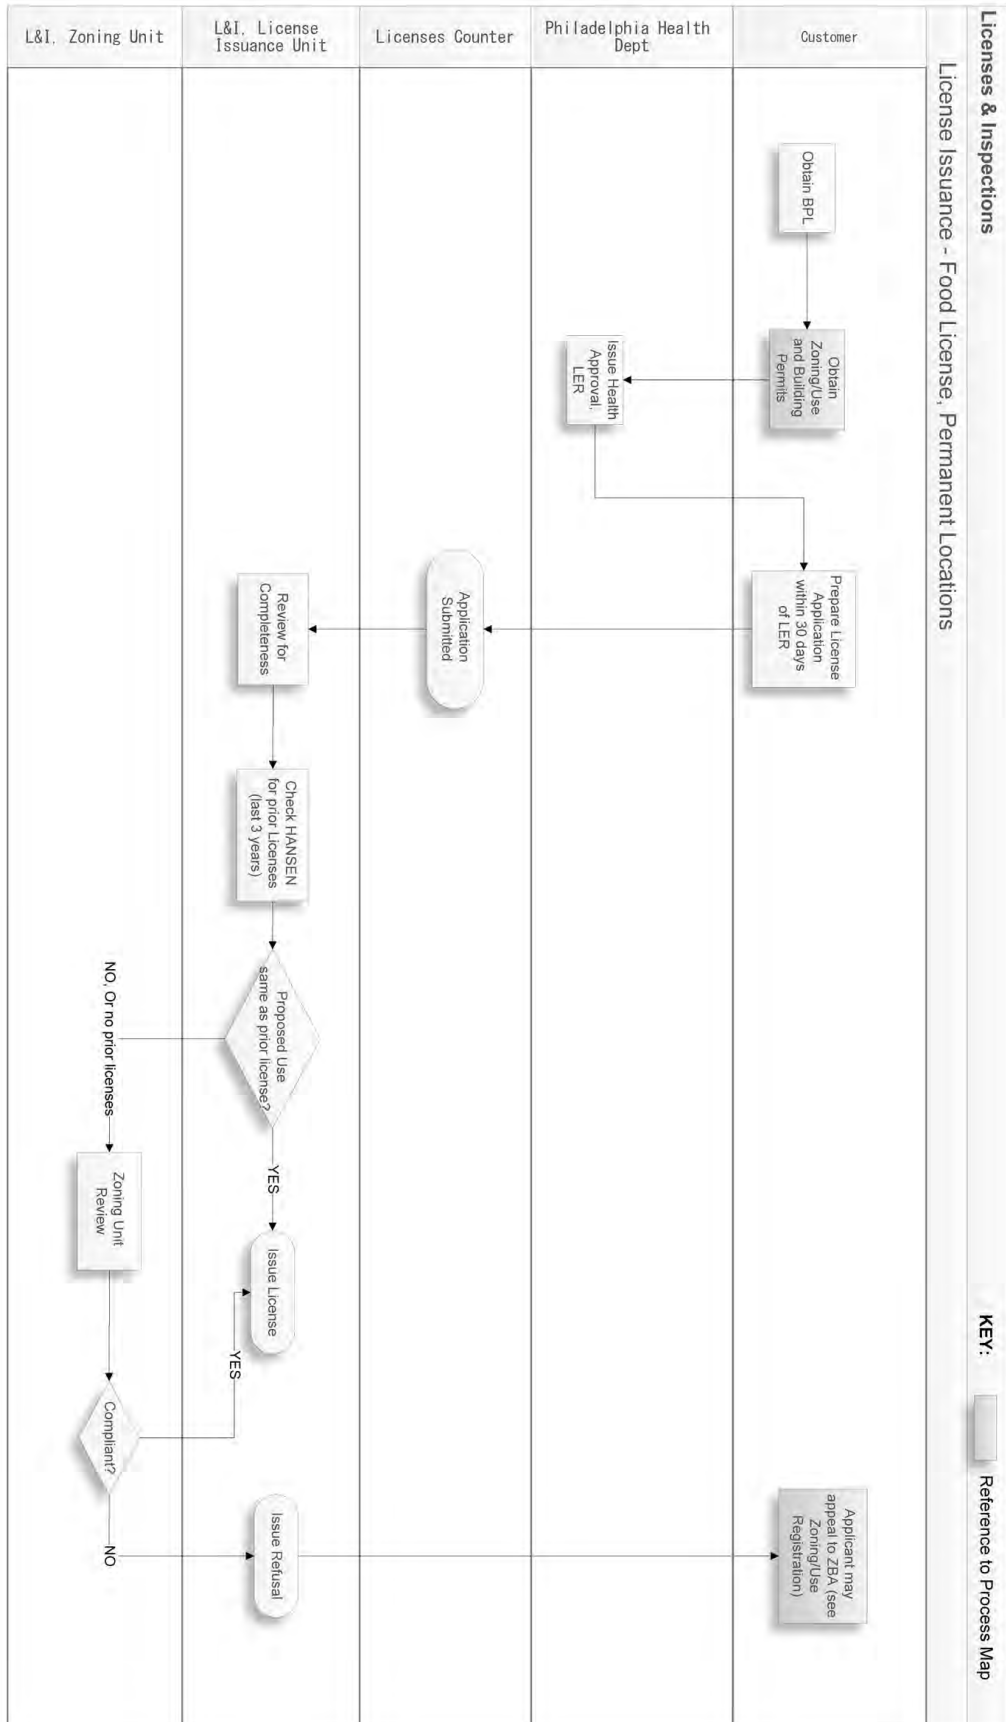 Licenses & Inspections
KEY:
Reference to Process Map
License Issuance - Food License, Permanent Locations
Customer
Philadelphia Health
Dept
Licenses Counter
L&I. License
Issuance Unit
L&I. Zoning Unit
Obtain BPL
Obtain
Zoning/Use
and Building
Permits
Issue Health
Approval.
LER
Prepare License
Application
within 30 days
of LER
Application
Submitted
Review for
Completeness
Check HANSEN
for prior Licenses
(last 3 years)
Proposed Use
same as prior license?
YES
Issue License
NO, Or no prior licenses
Zoning Unit
Review
Compliant?
YES
NO
Issue Refusal
Applicant may
appeal to ZBA (see
Zoning/Use
Registration)